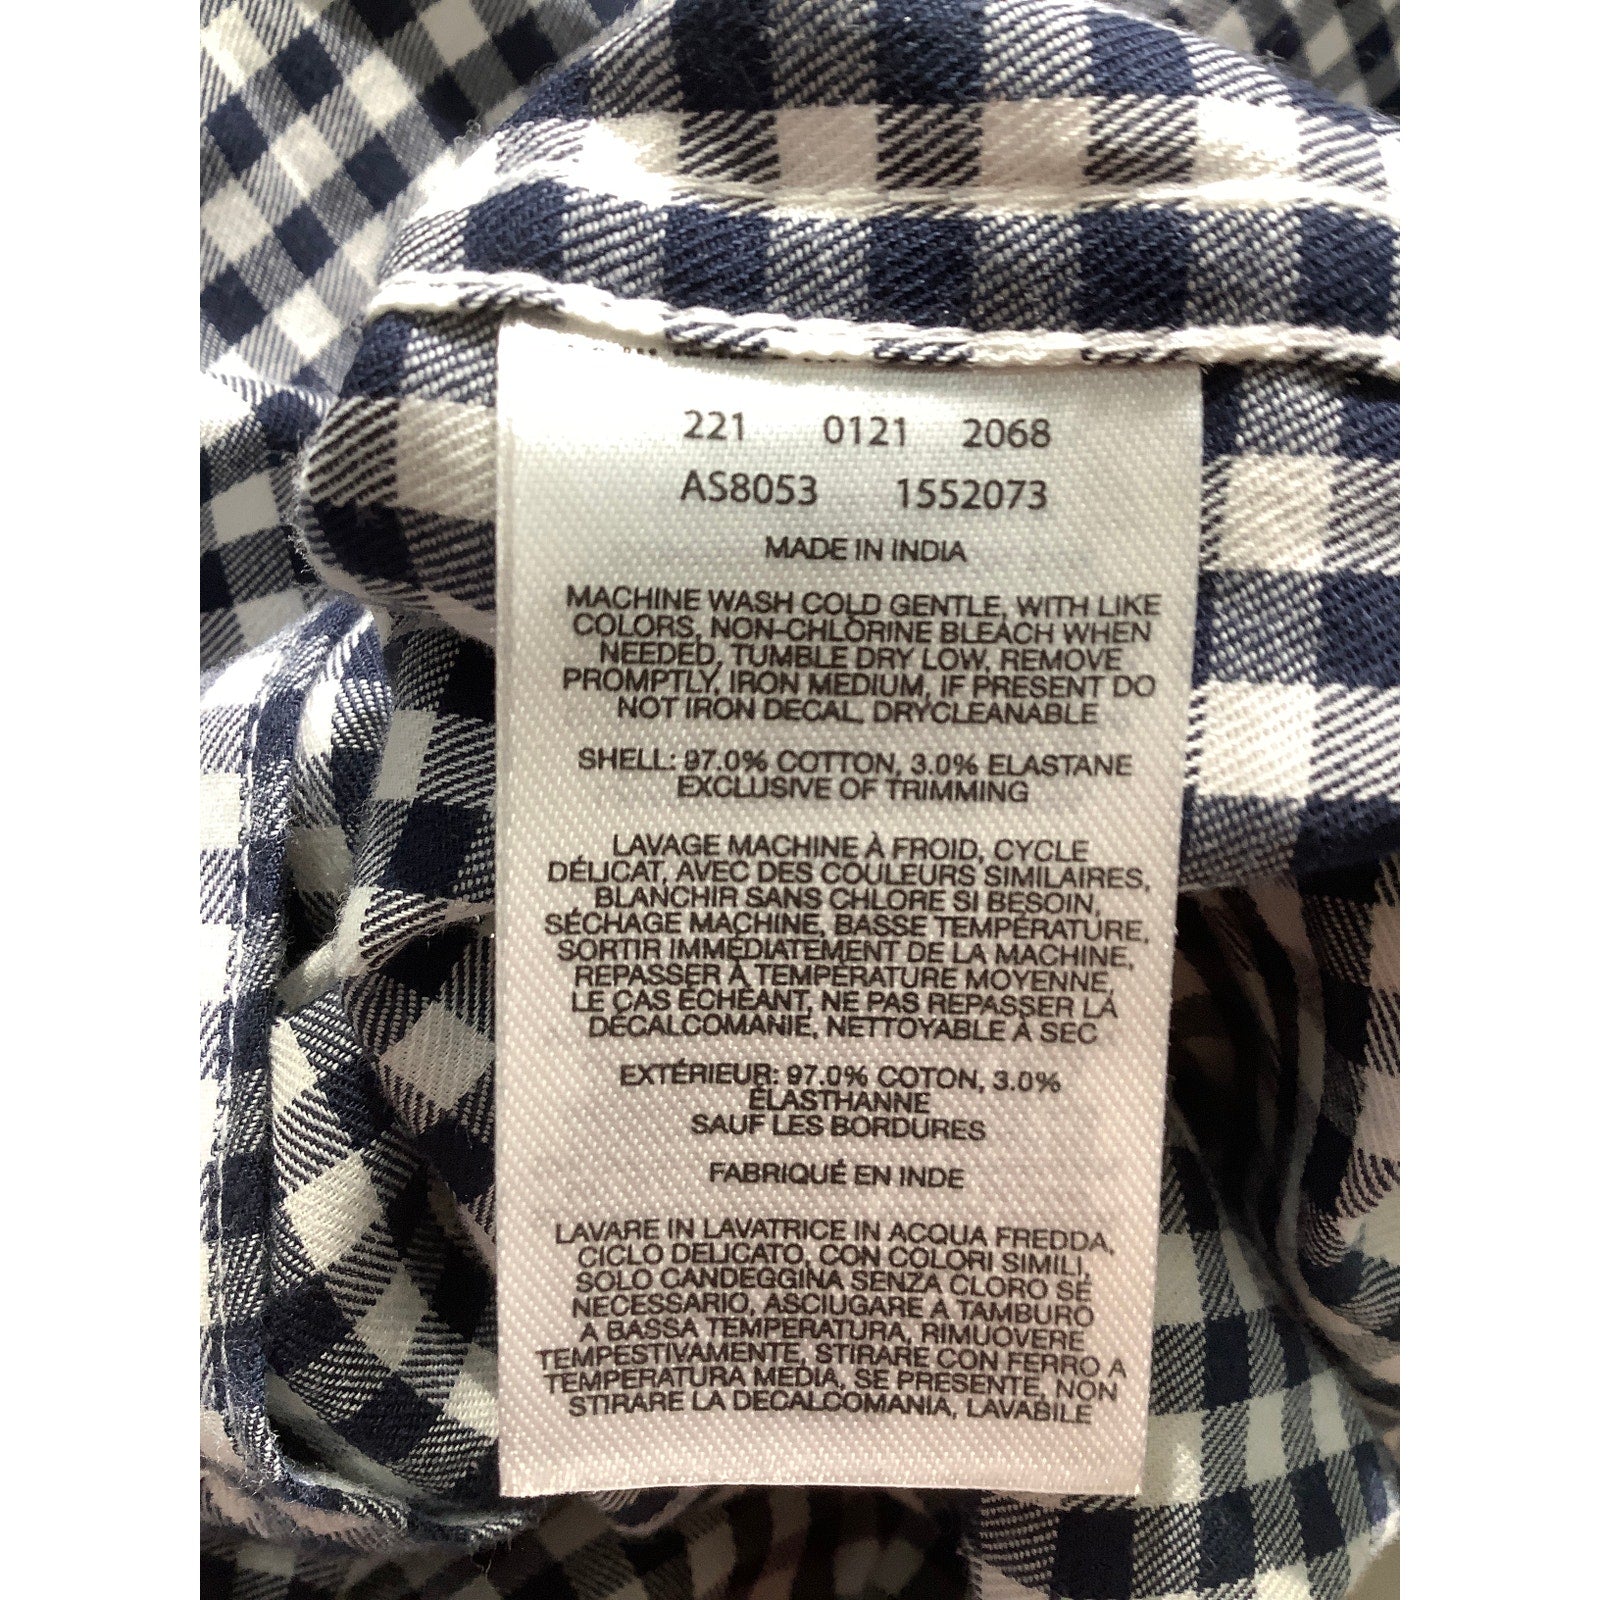 221 0121 2068
AS8053 1552073
MADE IN INDIA
MACHINE WASH COLD GENTLE, WITH LIKE
COLORS, NON-CHLORINE BLEACH WHEN
NEEDED, TUMBLE DRY LOW, REMOVE
PROMPTLY, IRON MEDIUM, IF PRESENT DO
NOT IRON DECAL, DRYCLEANABLE
SHELL: 97.0% COTTON, 3.0% ELASTANE
EXCLUSIVE OF TRIMMING
LAVAGE MACHINE À FROID, CYCLE
DÉLICAT, AVEC DES COULEURS SIMILAIRES,
BLANCHIR SANS CHLORE SI BESOIN,
SÉCHAGE MACHINE, BASSE TEMPÉRATURE,
SORTIR IMMÉDIATEMENT DE LA MACHINE,
REPASSER À TEMPÉRATURE MOYENNE,
LE CAS ÉCHÉANT, NE PAS REPASSER LA
DÉCALCOMANIE, NETTOYABLE À SEC
EXTÉRIEUR: 97.0% COTON, 3.0%
ÉLASTHANNE
SAUF LES BORDURES
FABRIQUÉ EN INDE
LAVARE IN LAVATRICE IN ACQUA FREDDA,
CICLO DELICATO, CON COLORI SIMILI,
SOLO CANDEGGINA SENZA CLORO SE
NECESSARIO, ASCIUGARE A TAMBURO
A BASSA TEMPERATURA, RIMUOVERE
TEMPESTIVAMENTE, STIRARE CON FERRO A
TEMPERATURA MEDIA, SE PRESENTE, NON
STIRARE LA DECALCOMANIA, LAVABILE